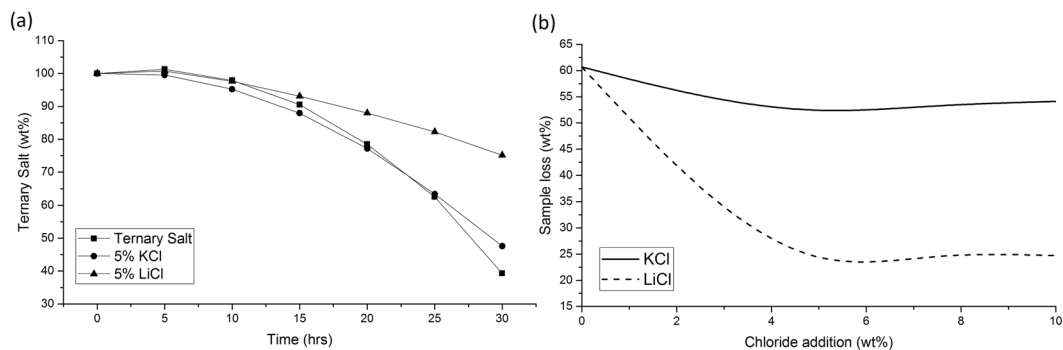 (a)
110
100
90
80
70
60
50
40
30
Ternary Salt (wt%)
Ternary Salt
5% KCl
5% LiCl
0 5 10 15 20 25 30
Time (hrs)
(b)
65
60
55
50
45
40
35
30
25
20
15
Sample loss (wt%)
KCl
LiCl
0 2 4 6 8 10
Chloride addition (wt%)